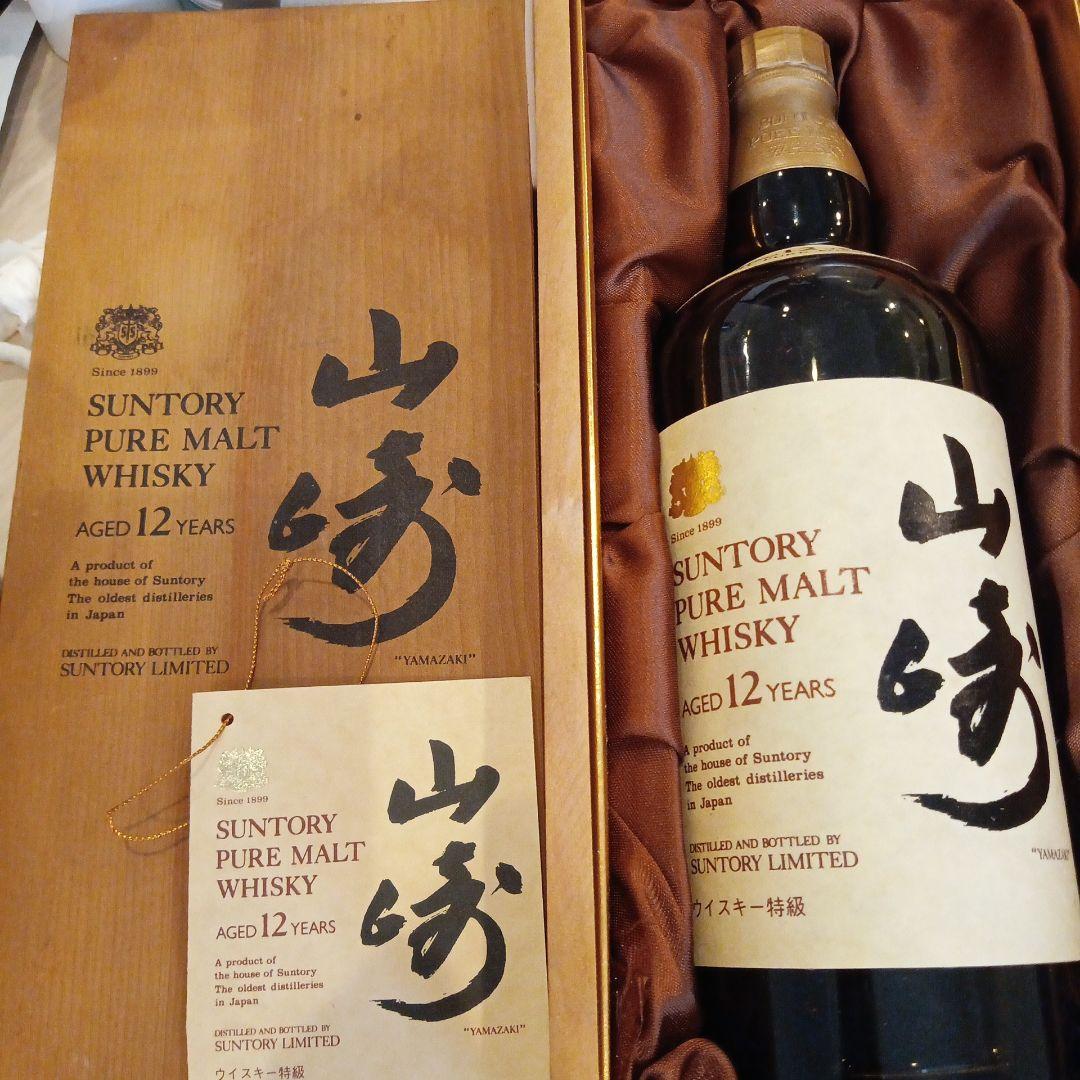 Since 1899
SUNTORY
PURE MALT
WHISKY
AGED 12 YEARS
A product of
the house of Suntory
The oldest distilleries
in Japan
DISTILLED AND BOTTLED BY
SUNTORY LIMITED
山崎
"YAMAZAKI"
Since 1899
SUNTORY
PURE MALT
WHISKY
AGED 12 YEARS
A product of
the house of Suntory
The oldest distilleries
in Japan
DISTILLED AND BOTTLED BY
SUNTORY LIMITED
ウイスキー特級
山崎
"YAMAZAKI"
PURE MALT
WHISKY
12
Since 1899
SUNTORY
PURE MALT
WHISKY
AGED 12 YEARS
A product of
the house of Suntory
The oldest distilleries
in Japan
DISTILLED AND BOTTLED BY
SUNTORY LIMITED
ウイスキー特級
山崎
"YAMAZAKI"